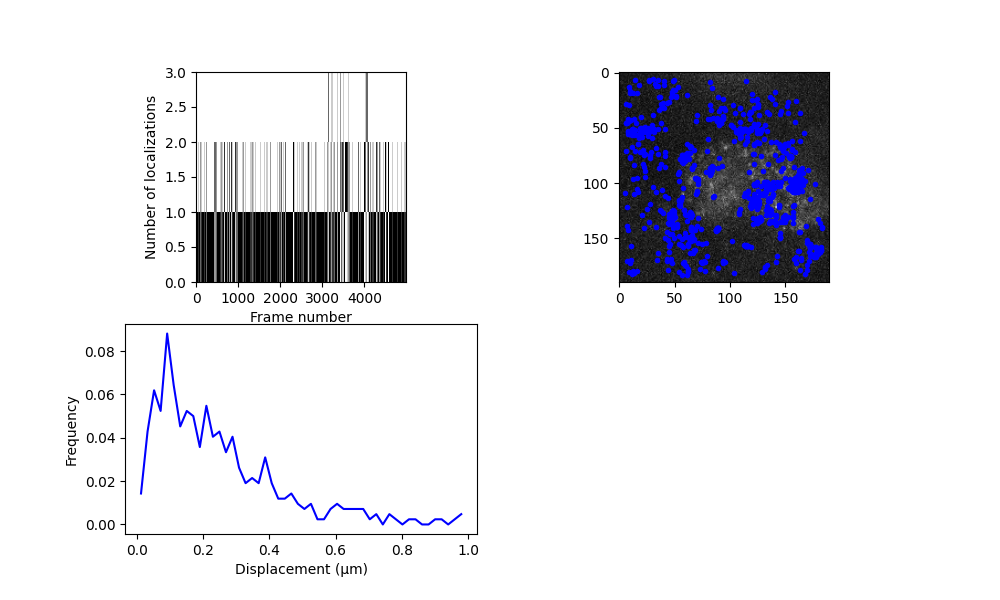 3.0
2.5
2.0
1.5
1.0
0.5
0.0
Number of localizations
0 1000 2000 3000 4000
Frame number
0
50
100
150
0 50 100 150
0.08
0.06
0.04
0.02
0.00
Frequency
0.0 0.2 0.4 0.6 0.8 1.0
Displacement (μm)